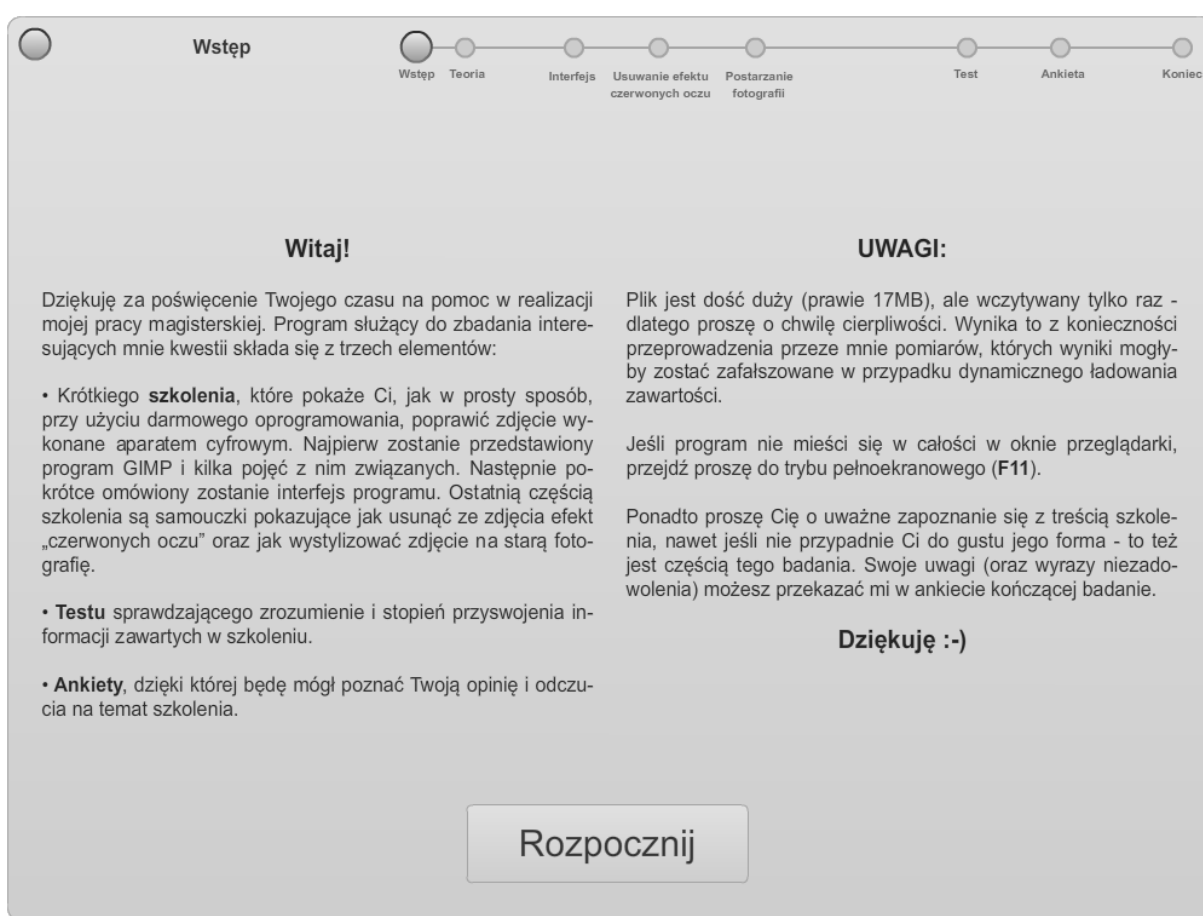 Wstęp
Wstęp Teoria Interfejs Usuwanie efektu czerwonych oczu Postarzanie fotografii Test Ankieta Koniec
Witaj!
Dziękuję za poświęcenie Twojego czasu na pomoc w realizacji
mojej pracy magisterskiej. Program służący do zbadania intere-
sujących mnie kwestii składa się z trzech elementów:
• Krótkiego szkolenia, które pokaże Ci, jak w prosty sposób,
przy użyciu darmowego oprogramowania, poprawić zdjęcie wy-
konane aparatem cyfrowym. Najpierw zostanie przedstawiony
program GIMP i kilka pojęć z nim związanych. Następnie po-
krótce omówiony zostanie interfejs programu. Ostatnią częścią
szkolenia są samouczki pokazujące jak usunąć ze zdjęcia efekt
„czerwonych oczu” oraz jak wystylizować zdjęcie na starą foto-
grafię.
• Testu sprawdzającego zrozumienie i stopień przyswojenia in-
formacji zawartych w szkoleniu.
• Ankiety, dzięki której będę mógł poznać Twoją opinię i odczu-
cia na temat szkolenia.
UWAGI:
Plik jest dość duży (prawie 17MB), ale wczytywany tylko raz -
dlatego proszę o chwilę cierpliwości. Wynika to z konieczności
przeprowadzenia przeze mnie pomiarów, których wyniki mogły-
by zostać zafałszowane w przypadku dynamicznego ładowania
zawartości.
Jeśli program nie mieści się w całości w oknie przeglądarki,
przejdź proszę do trybu pełnoekranowego (F11).
Ponadto proszę Cię o uważne zapoznanie się z treścią szkole-
nia, nawet jeśli nie przypadnie Ci do gustu jego forma - to też
jest częścią tego badania. Swoje uwagi (oraz wyrazy niezado-
wolenia) możesz przekazać mi w ankiecie kończącej badanie.
Dziękuję :-)
Rozpocznij